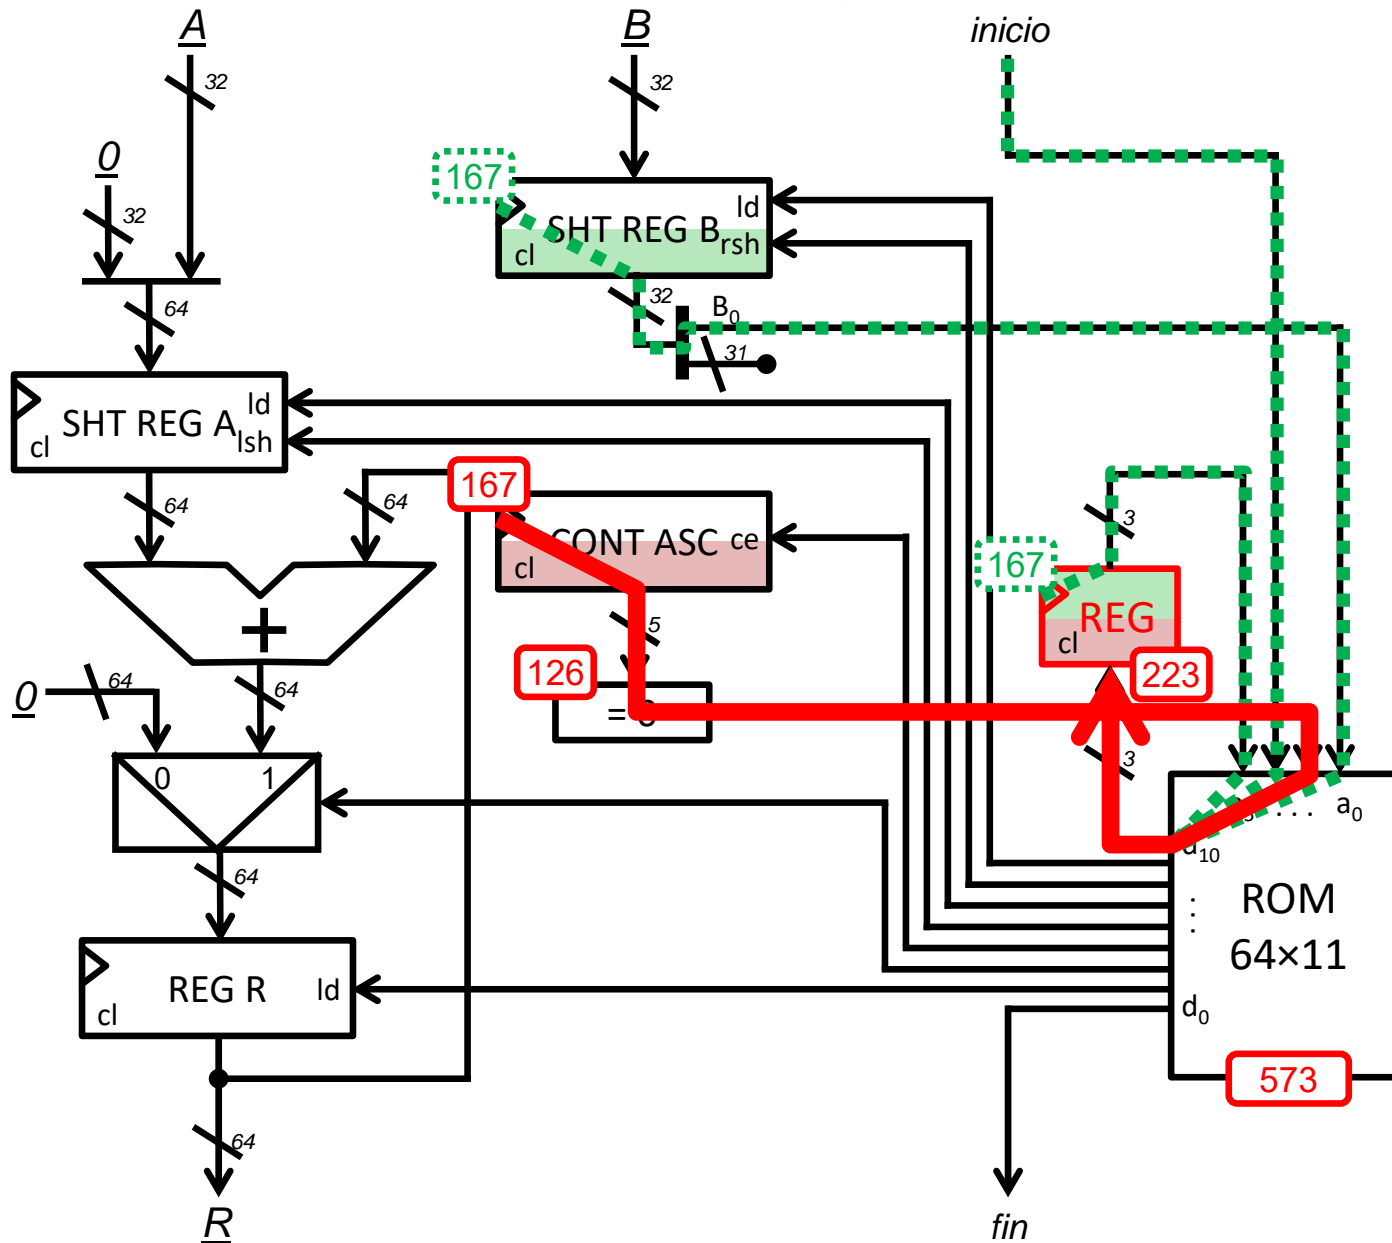 A
B
inicio
32
32
0
32
167
SHT REG B
ld
rsh
cl
32
B0
31
64
SHT REG A
ld
lsh
cl
64
64
167
CONT ASC
ce
cl
5
3
167
REG
cl
223
126
= 0
+
0
64
64
3
0
1
a0
. . .
d10
ROM
64×11
64
REG R
ld
cl
d0
573
64
R
fin